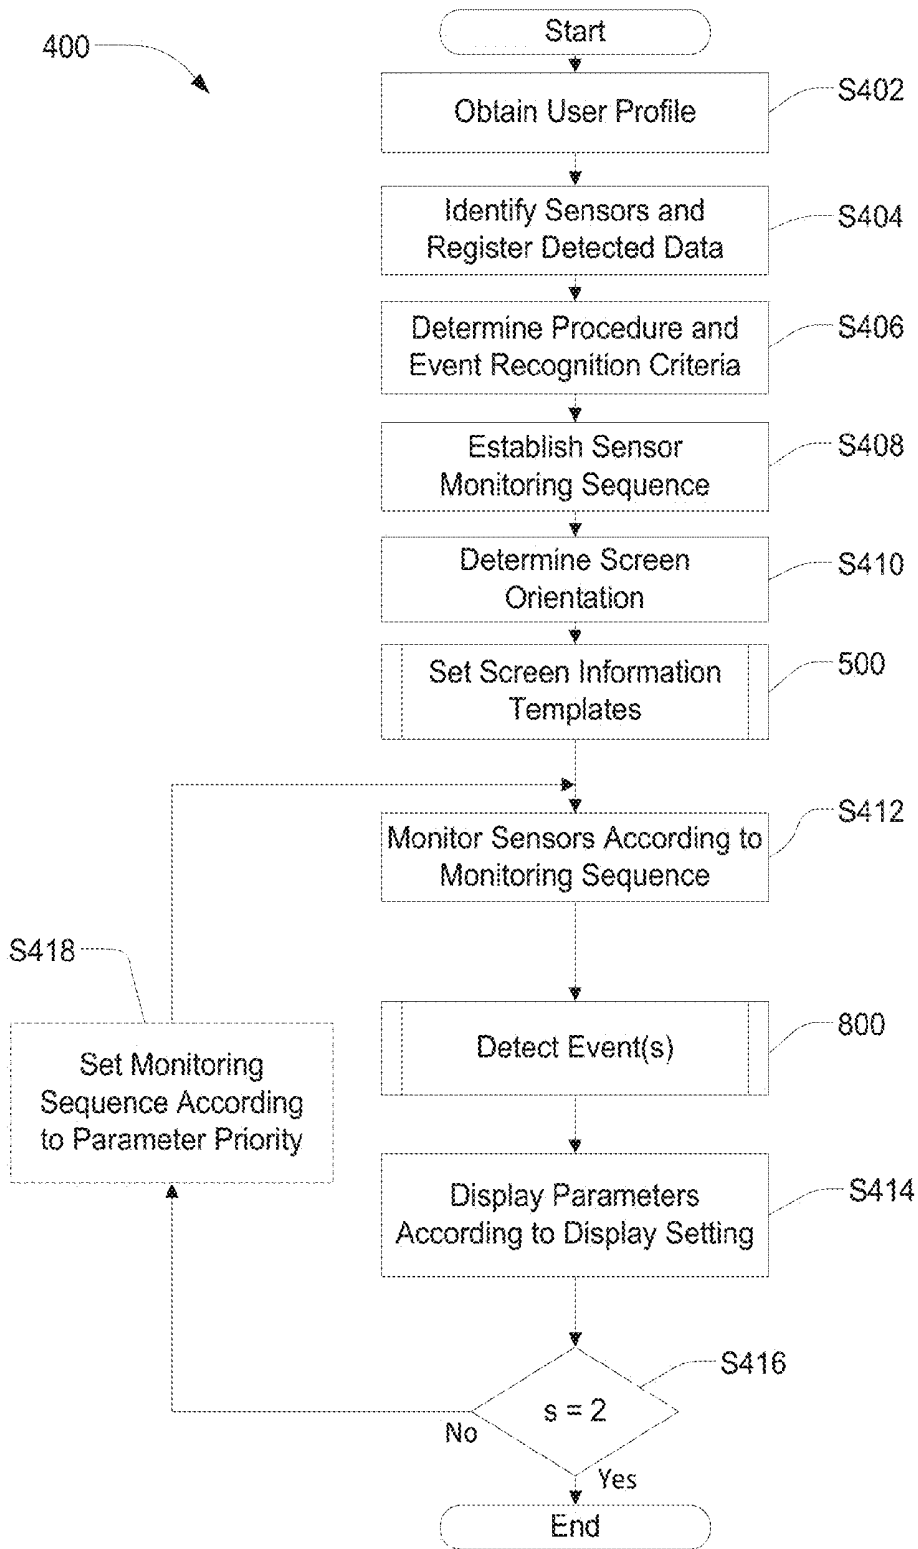 400
Start
Obtain User Profile
S402
Identify Sensors and
Register Detected Data
S404
Determine Procedure and
Event Recognition Criteria
S406
Establish Sensor
Monitoring Sequence
S408
Determine Screen
Orientation
S410
Set Screen Information
Templates
500
Monitor Sensors According to
Monitoring Sequence
S412
S418
Set Monitoring
Sequence According
to Parameter Priority
Detect Event(s)
800
Display Parameters
According to Display Setting
S414
s = 2
S416
No
Yes
End